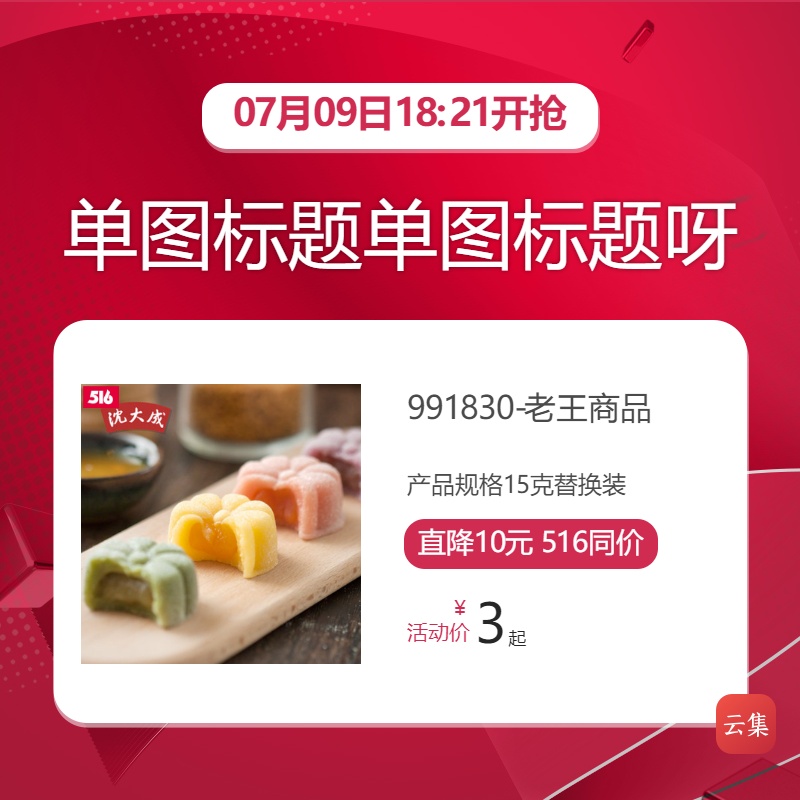 07月09日18:21开抢
单图标题单图标题呀
516
沈大成
991830-老王商品
产品规格15克替换装
直降10元 516同价
¥
活动价 3 起
云集